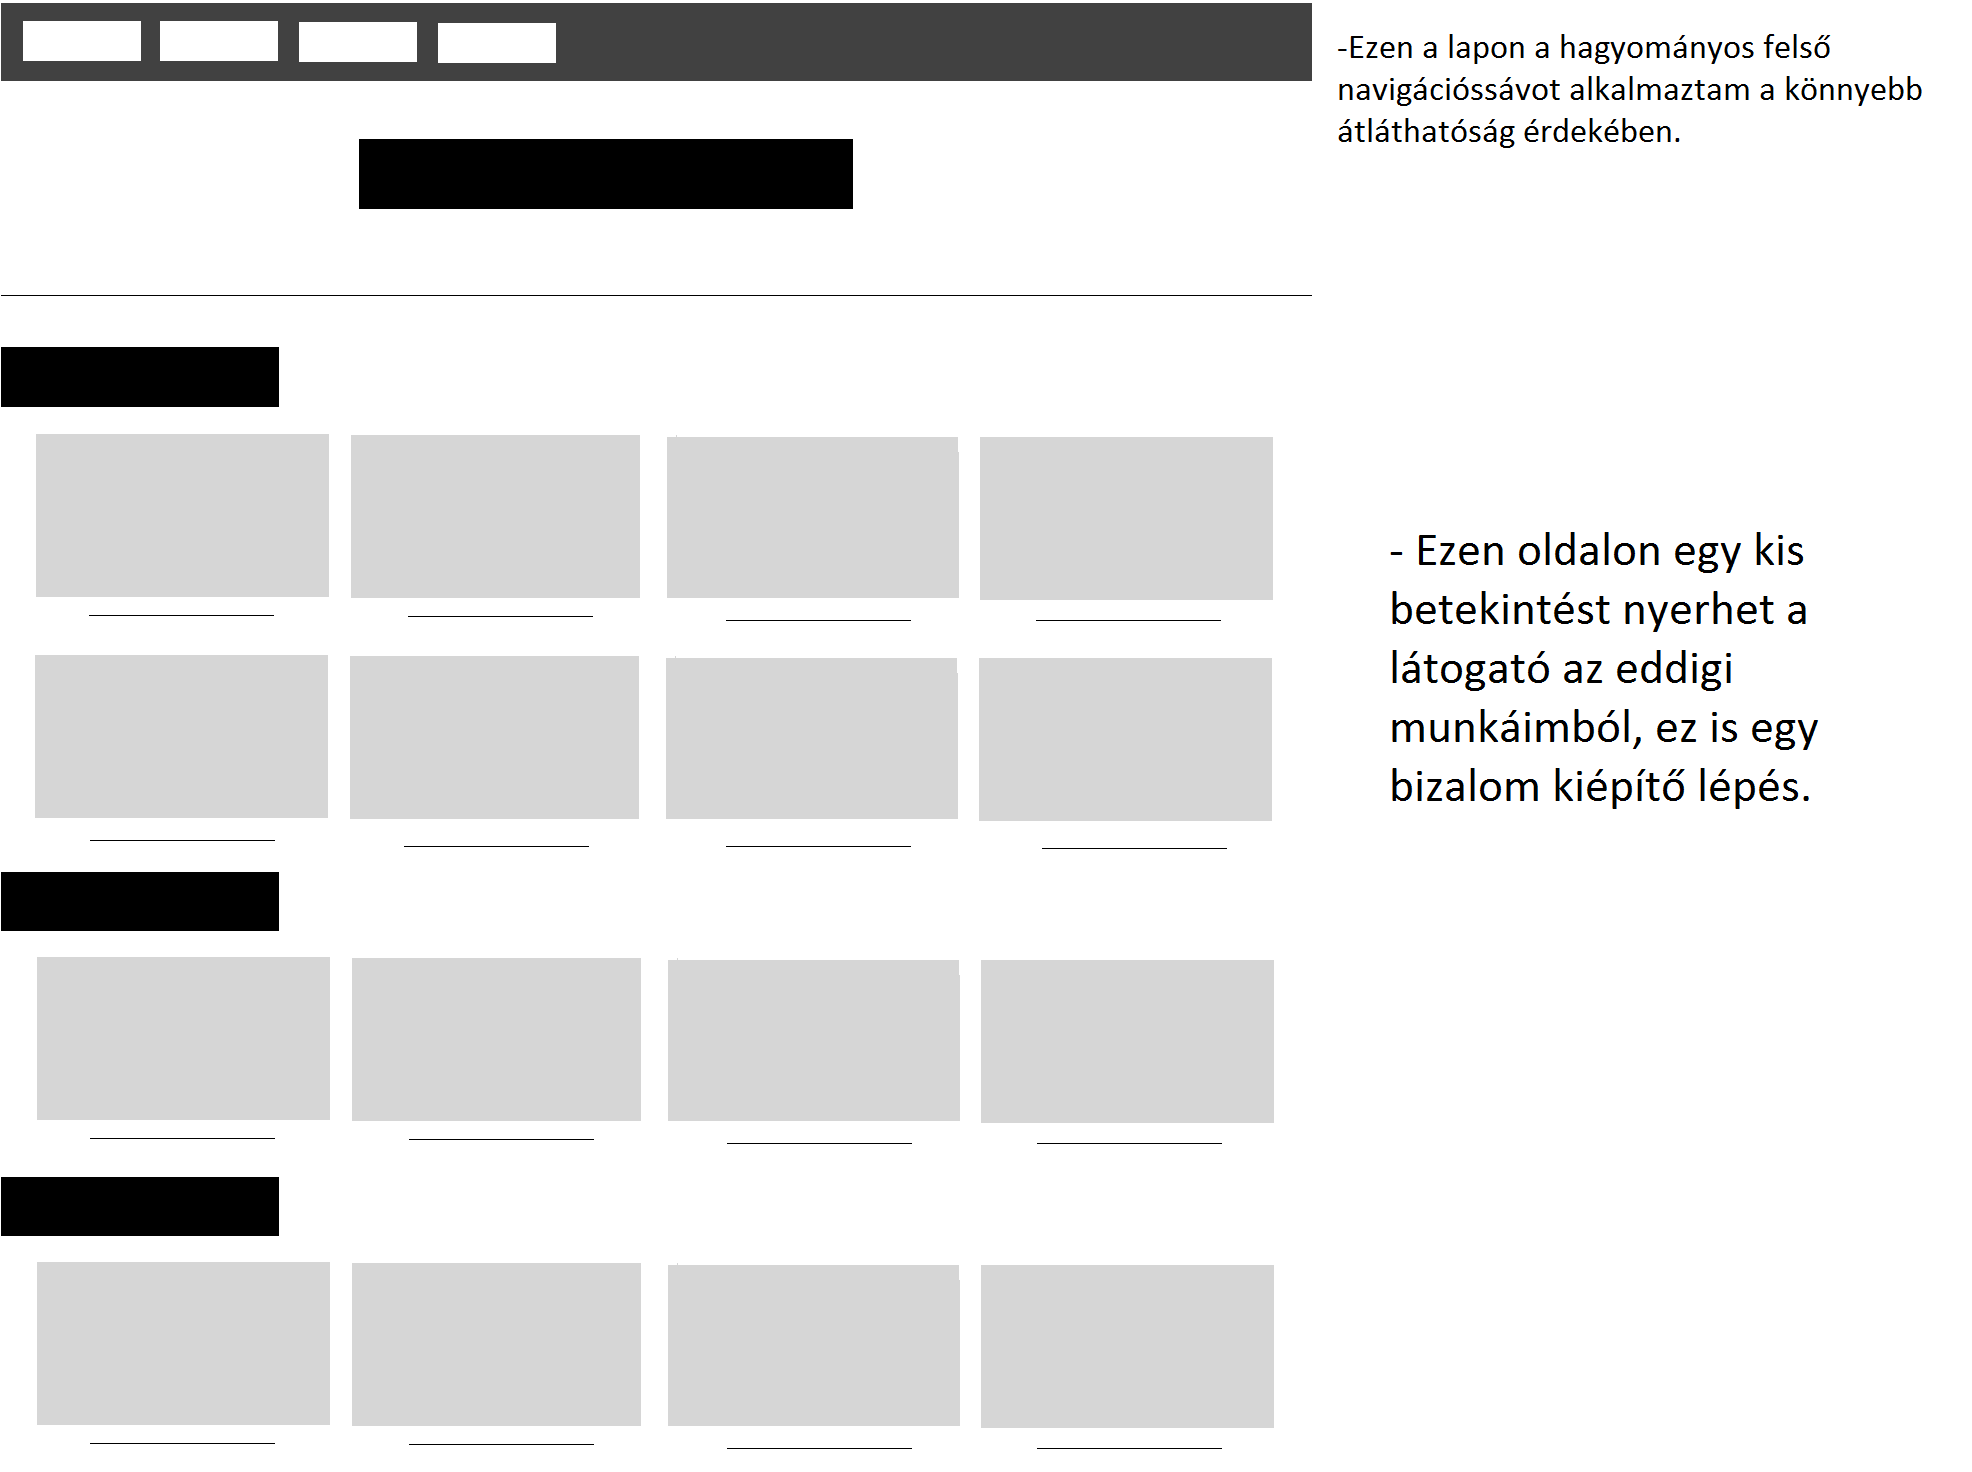 -Ezen a lapon a hagyományos felső
navigációssávot alkalmaztam a könnyebb
átláthatóság érdekében.
- Ezen oldalon egy kis
betekintést nyerhet a
látogató az eddigi
munkáimból, ez is egy
bizalom kiépítő lépés.